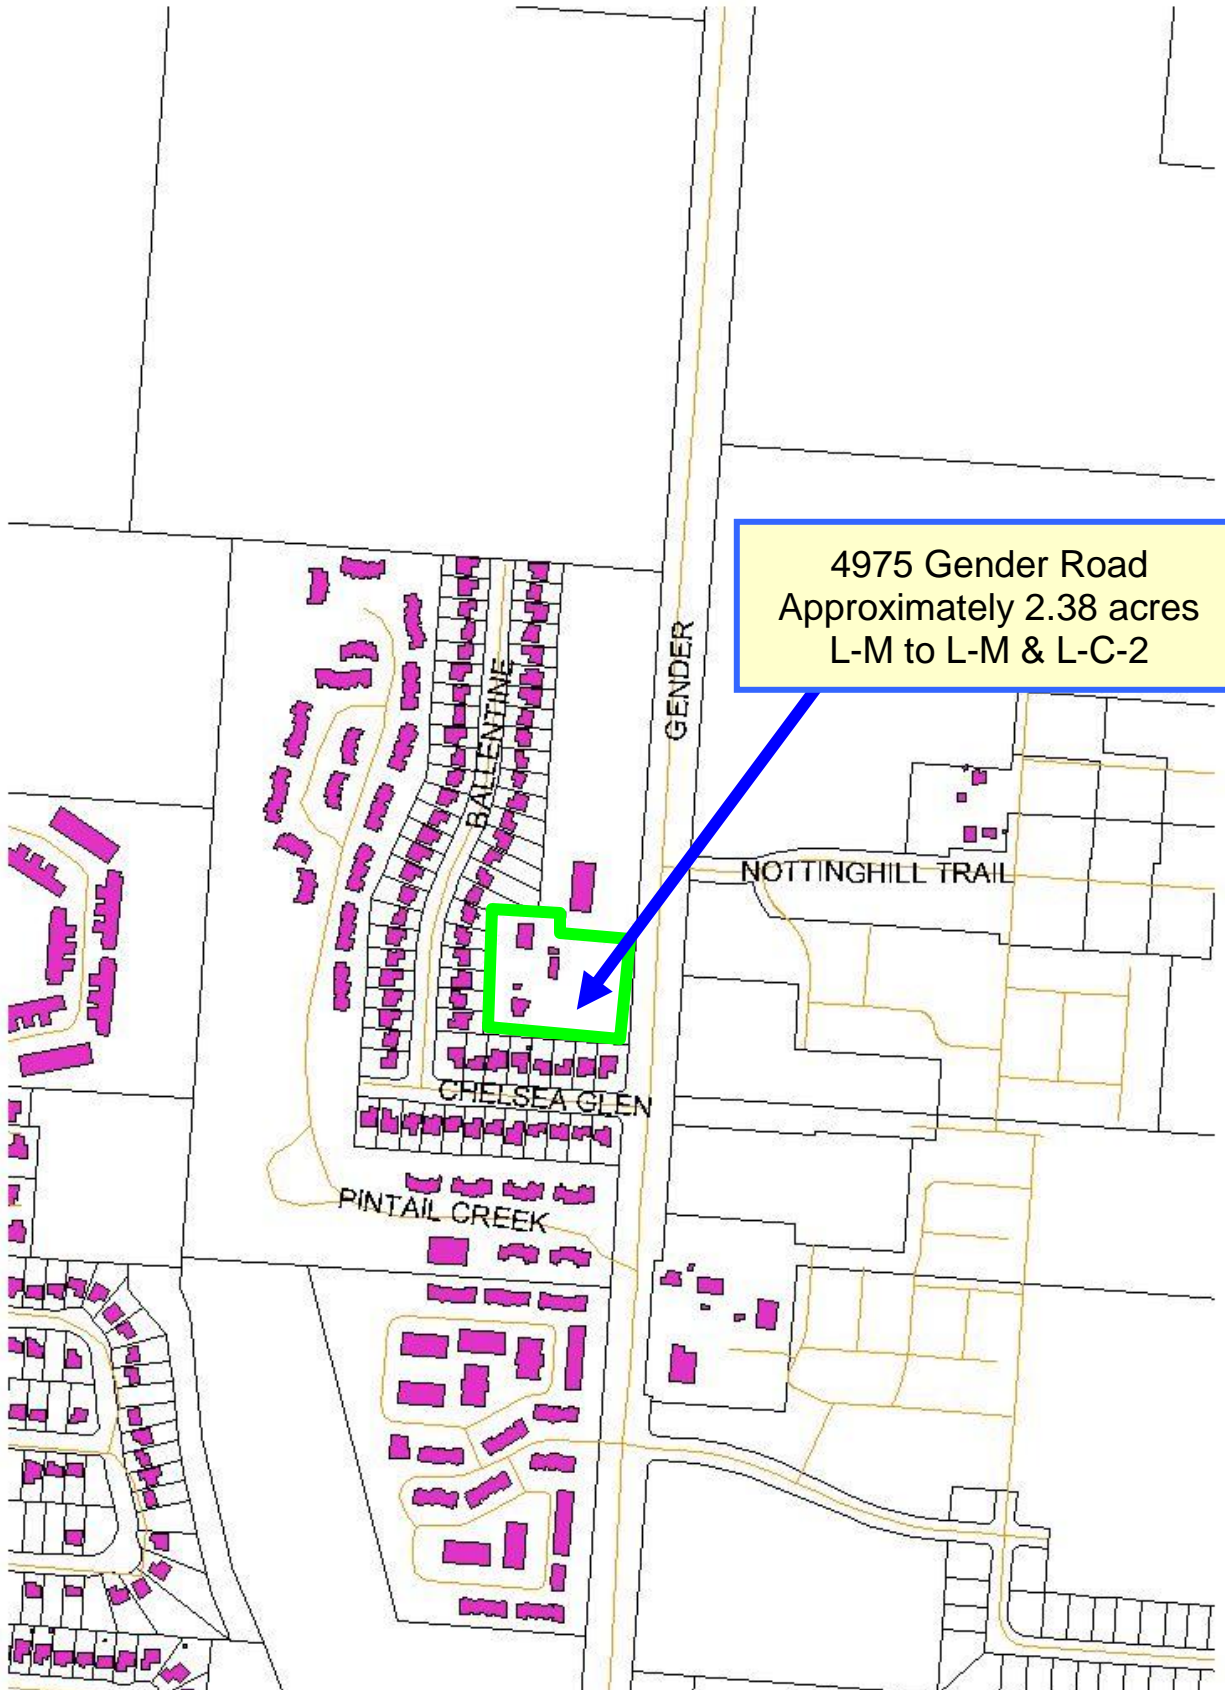 4975 Gender Road
Approximately 2.38 acres
L-M to L-M & L-C-2
GENDER
BALLENTINE
NOTTINGHILL TRAIL
CHELSEA GLEN
PINTAIL CREEK